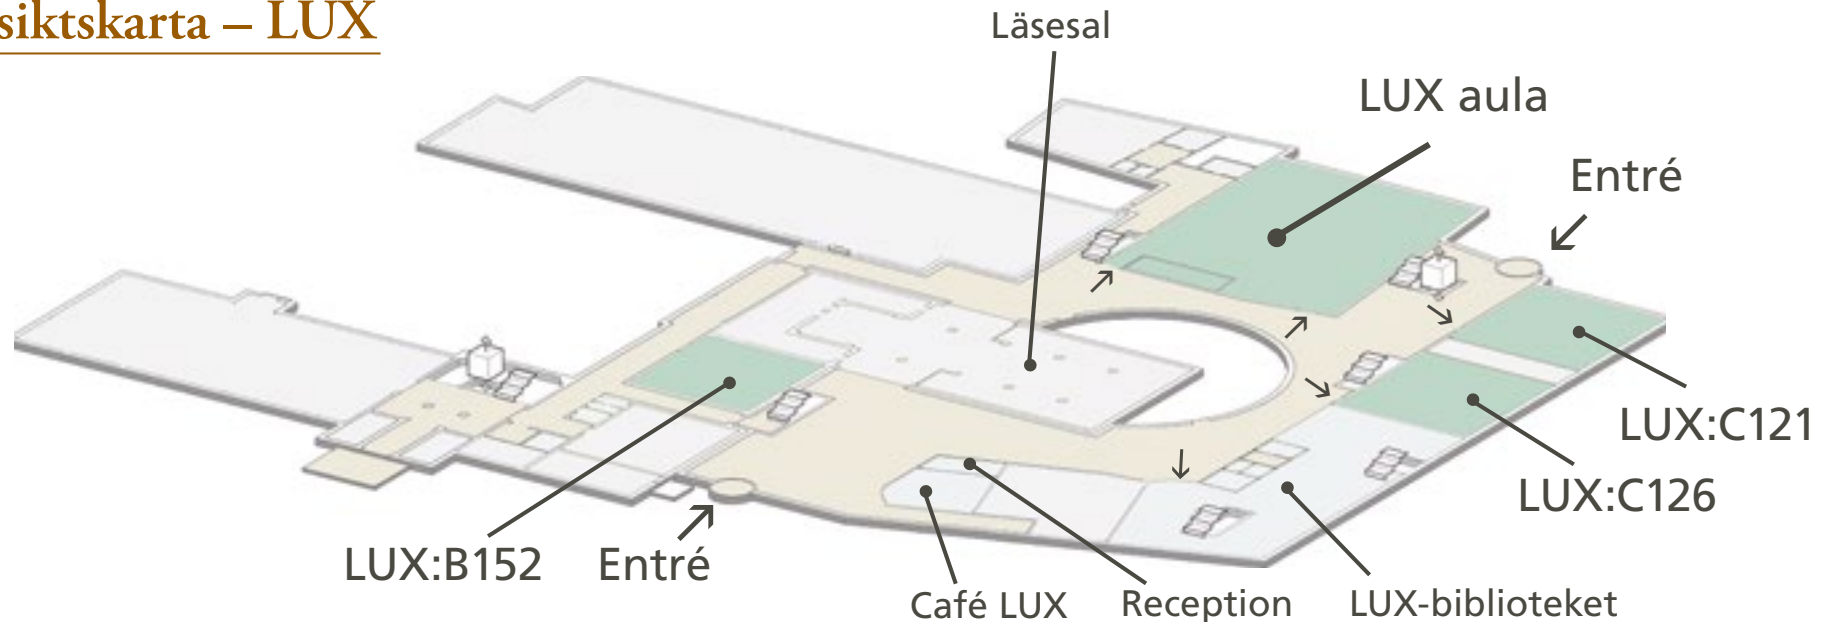 siktskarta – LUX
Läsesal
LUX aula
Entré
LUX:C121
LUX:C126
LUX:B152
Entré
Café LUX
Reception
LUX-biblioteket